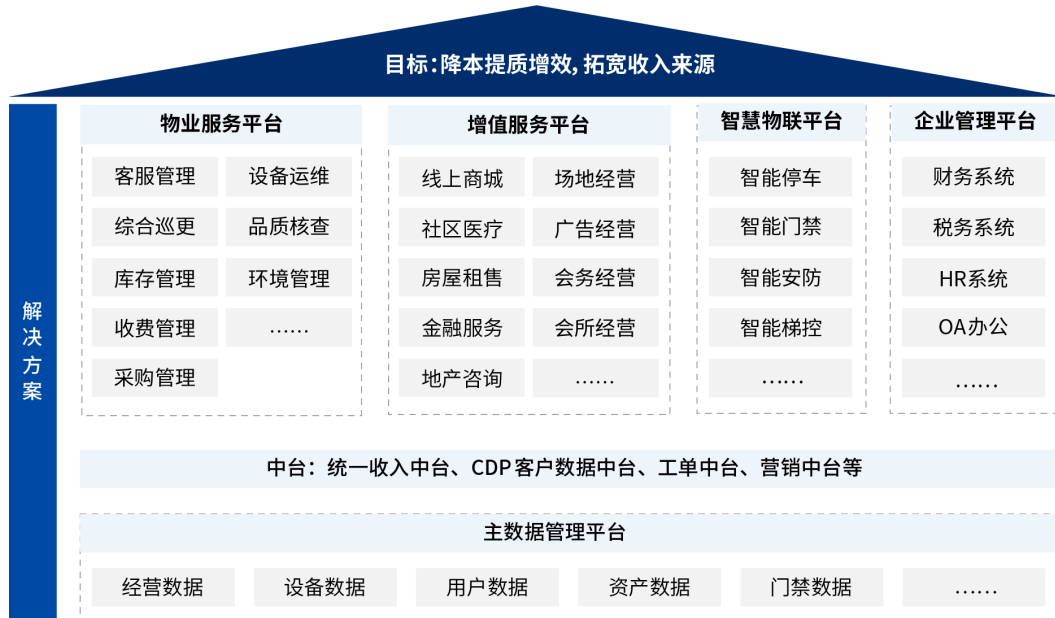 目标：降本提质增效，拓宽收入来源
解决方案
物业服务平台
客服管理
设备运维
综合巡更
品质核查
库存管理
环境管理
收费管理
……
采购管理
增值服务平台
线上商城
场地经营
社区医疗
广告经营
房屋租售
会务经营
金融服务
会所经营
地产咨询
……
智慧物联平台
智能停车
智能门禁
智能安防
智能梯控
……
企业管理平台
财务系统
税务系统
HR系统
OA办公
……
中台：统一收入中台、CDP客户数据中台、工单中台、营销中台等
主数据管理平台
经营数据
设备数据
用户数据
资产数据
门禁数据
……